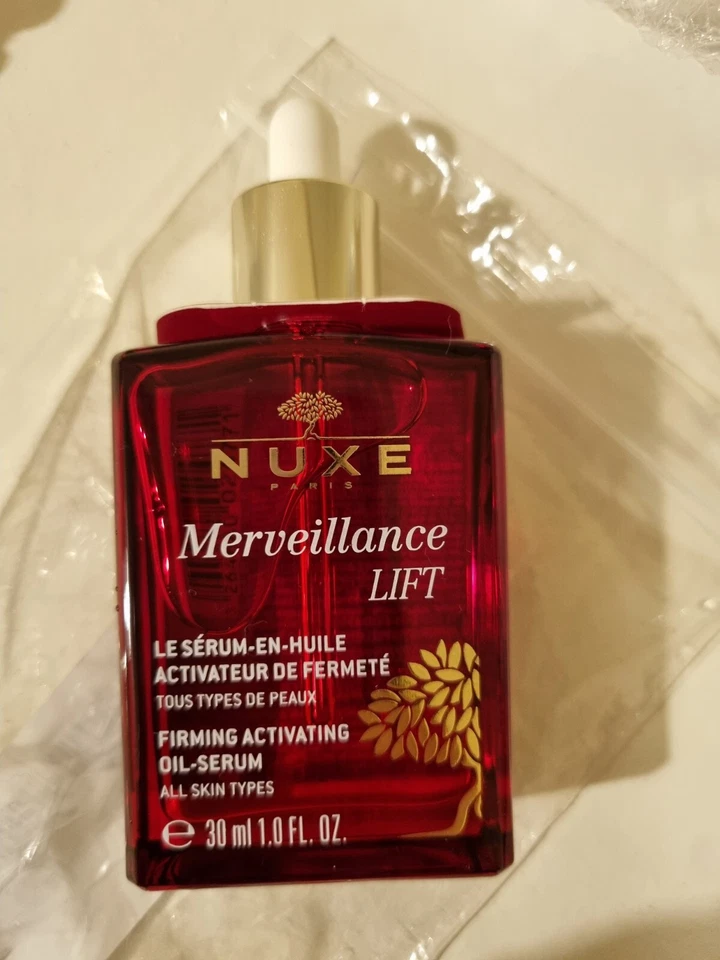 NUXE
PARIS
Merveillance
LIFT
LE SÉRUM-EN-HUILE
ACTIVATEUR DE FERMETÉ
TOUS TYPES DE PEAUX
FIRMING ACTIVATING
OIL-SERUM
ALL SKIN TYPES
℮ 30 ml 1.0 FL. OZ.